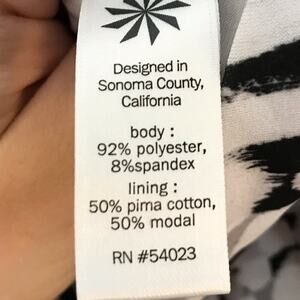 Designed in
Sonoma County,
California
body :
92% polyester,
8%spandex
lining :
50% pima cotton,
50% modal
RN #54023